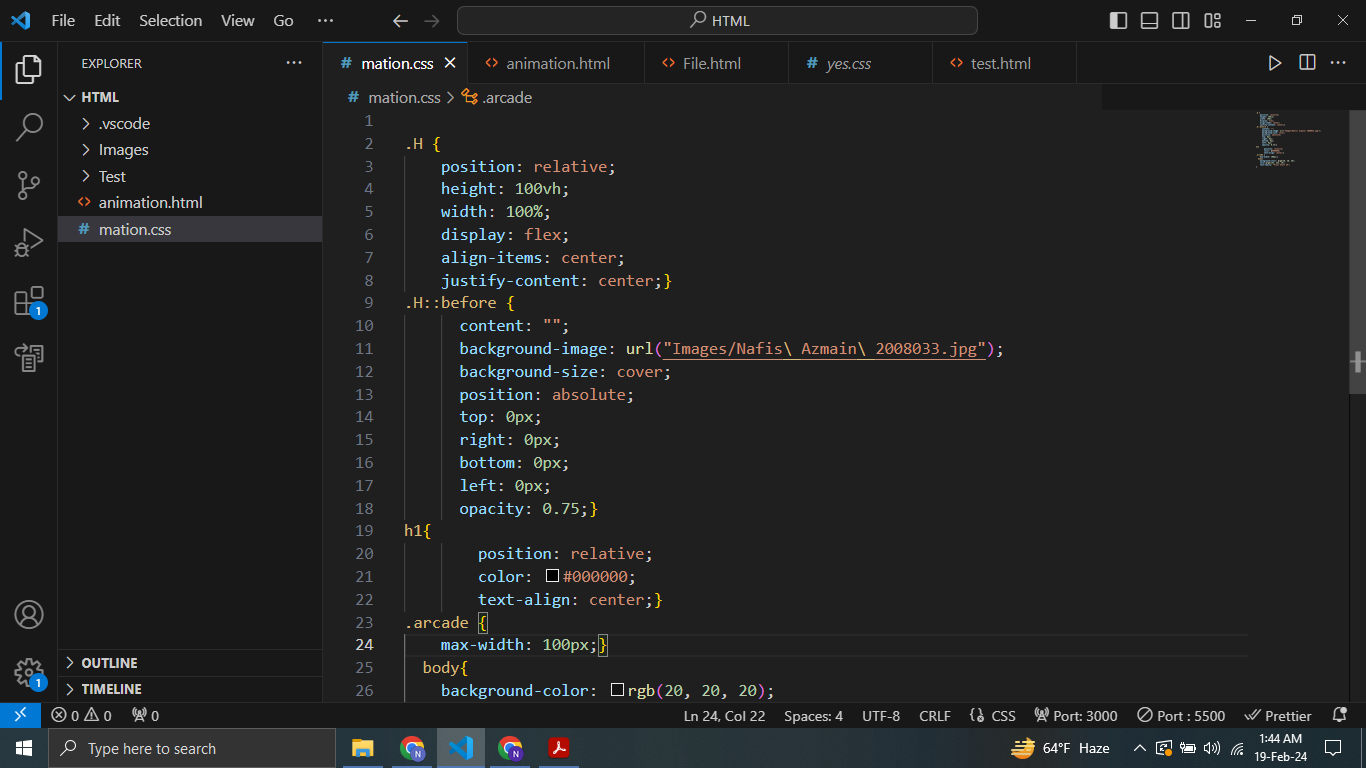 File Edit Selection View Go ··· HTML
EXPLORER ···
mation.css animation.html File.html yes.css test.html ···
HTML
.vscode
Images
Test
animation.html
mation.css
OUTLINE
TIMELINE
mation.css > .arcade
1
2 .H {
3 position: relative;
4 height: 100vh;
5 width: 100%;
6 display: flex;
7 align-items: center;
8 justify-content: center;}
9 .H::before {
10 content: "";
11 background-image: url("Images/Nafis\ Azmain\ 2008033.jpg");
12 background-size: cover;
13 position: absolute;
14 top: 0px;
15 right: 0px;
16 bottom: 0px;
17 left: 0px;
18 opacity: 0.75;}
19 h1{
20 position: relative;
21 color: #000000;
22 text-align: center;}
23 .arcade {
24 max-width: 100px;}
25 body{
26 background-color: rgb(20, 20, 20);
1
1
0 0 0 Ln 24, Col 22 Spaces: 4 UTF-8 CRLF CSS Port: 3000 Port : 5500 Prettier
Type here to search N N 64°F Haze 1:44 AM
19-Feb-24